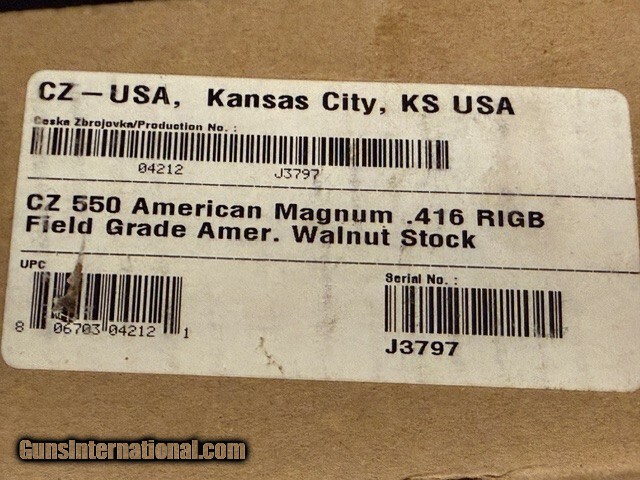 CZ-USA, Kansas City, KS USA
Ceska Zbrojovka/Production No. :
04212 J3797
CZ 550 American Magnum .416 RIGB
Field Grade Amer. Walnut Stock
UPC
8 06703 04212 1
Serial No. :
J3797
GunsInternational.com